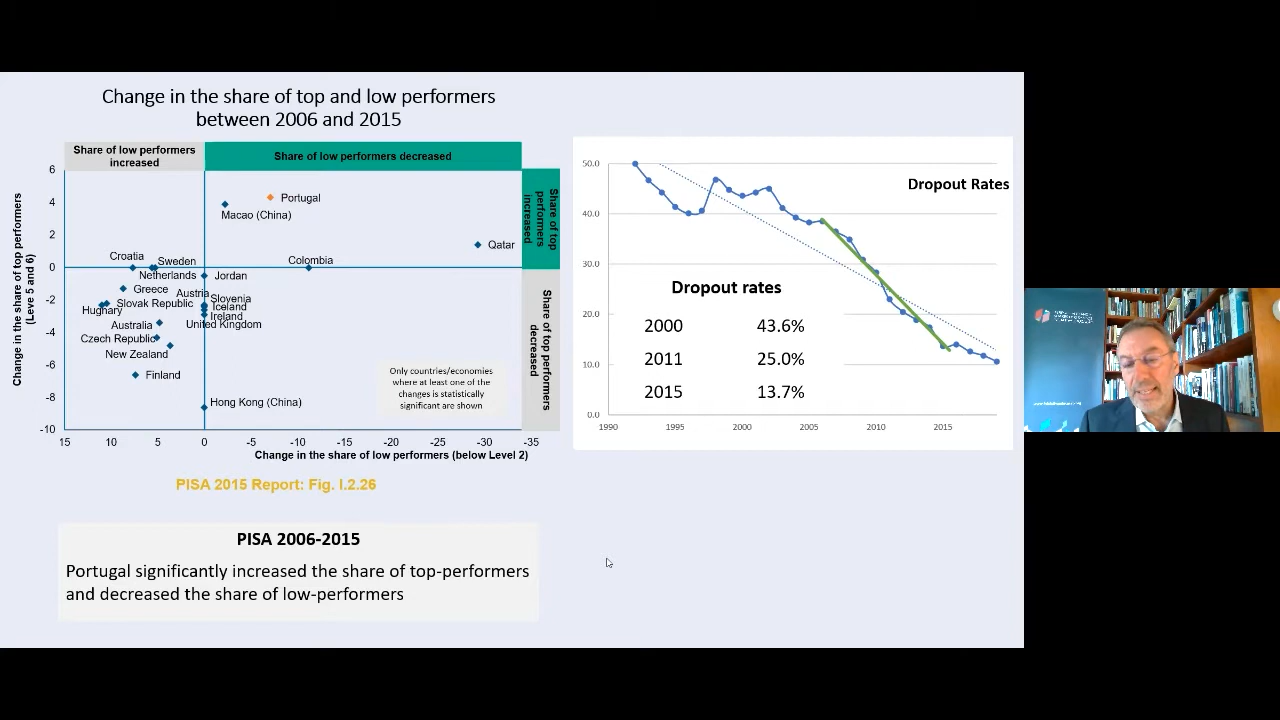 Change in the share of top and low performers
between 2006 and 2015
Share of low performers
increased
Share of low performers decreased
Change in the share of top performers
(Leve 5 and 6)
6
4
2
0
-2
-4
-6
-8
-10
Portugal
Macao (China)
Qatar
Croatia
Sweden
Colombia
Netherlands
Jordan
Greece
Austria
Slovenia
Slovak Republic
Iceland
Hugnary
Ireland
Australia
United Kingdom
Czech Republic
New Zealand
Finland
Hong Kong (China)
Only countries/economies
where at least one of the
changes is statistically
significant are shown
Share of top
performers
increased
Share of top performers
decreased
15 10 5 0 -5 -10 -15 -20 -25 -30 -35
Change in the share of low performers (below Level 2)
PISA 2015 Report: Fig. I.2.26
PISA 2006-2015
Portugal significantly increased the share of top-performers
and decreased the share of low-performers
Dropout Rates
50.0
40.0
30.0
20.0
10.0
0.0
1990 1995 2000 2005 2010 2015
Dropout rates
2000 43.6%
2011 25.0%
2015 13.7%